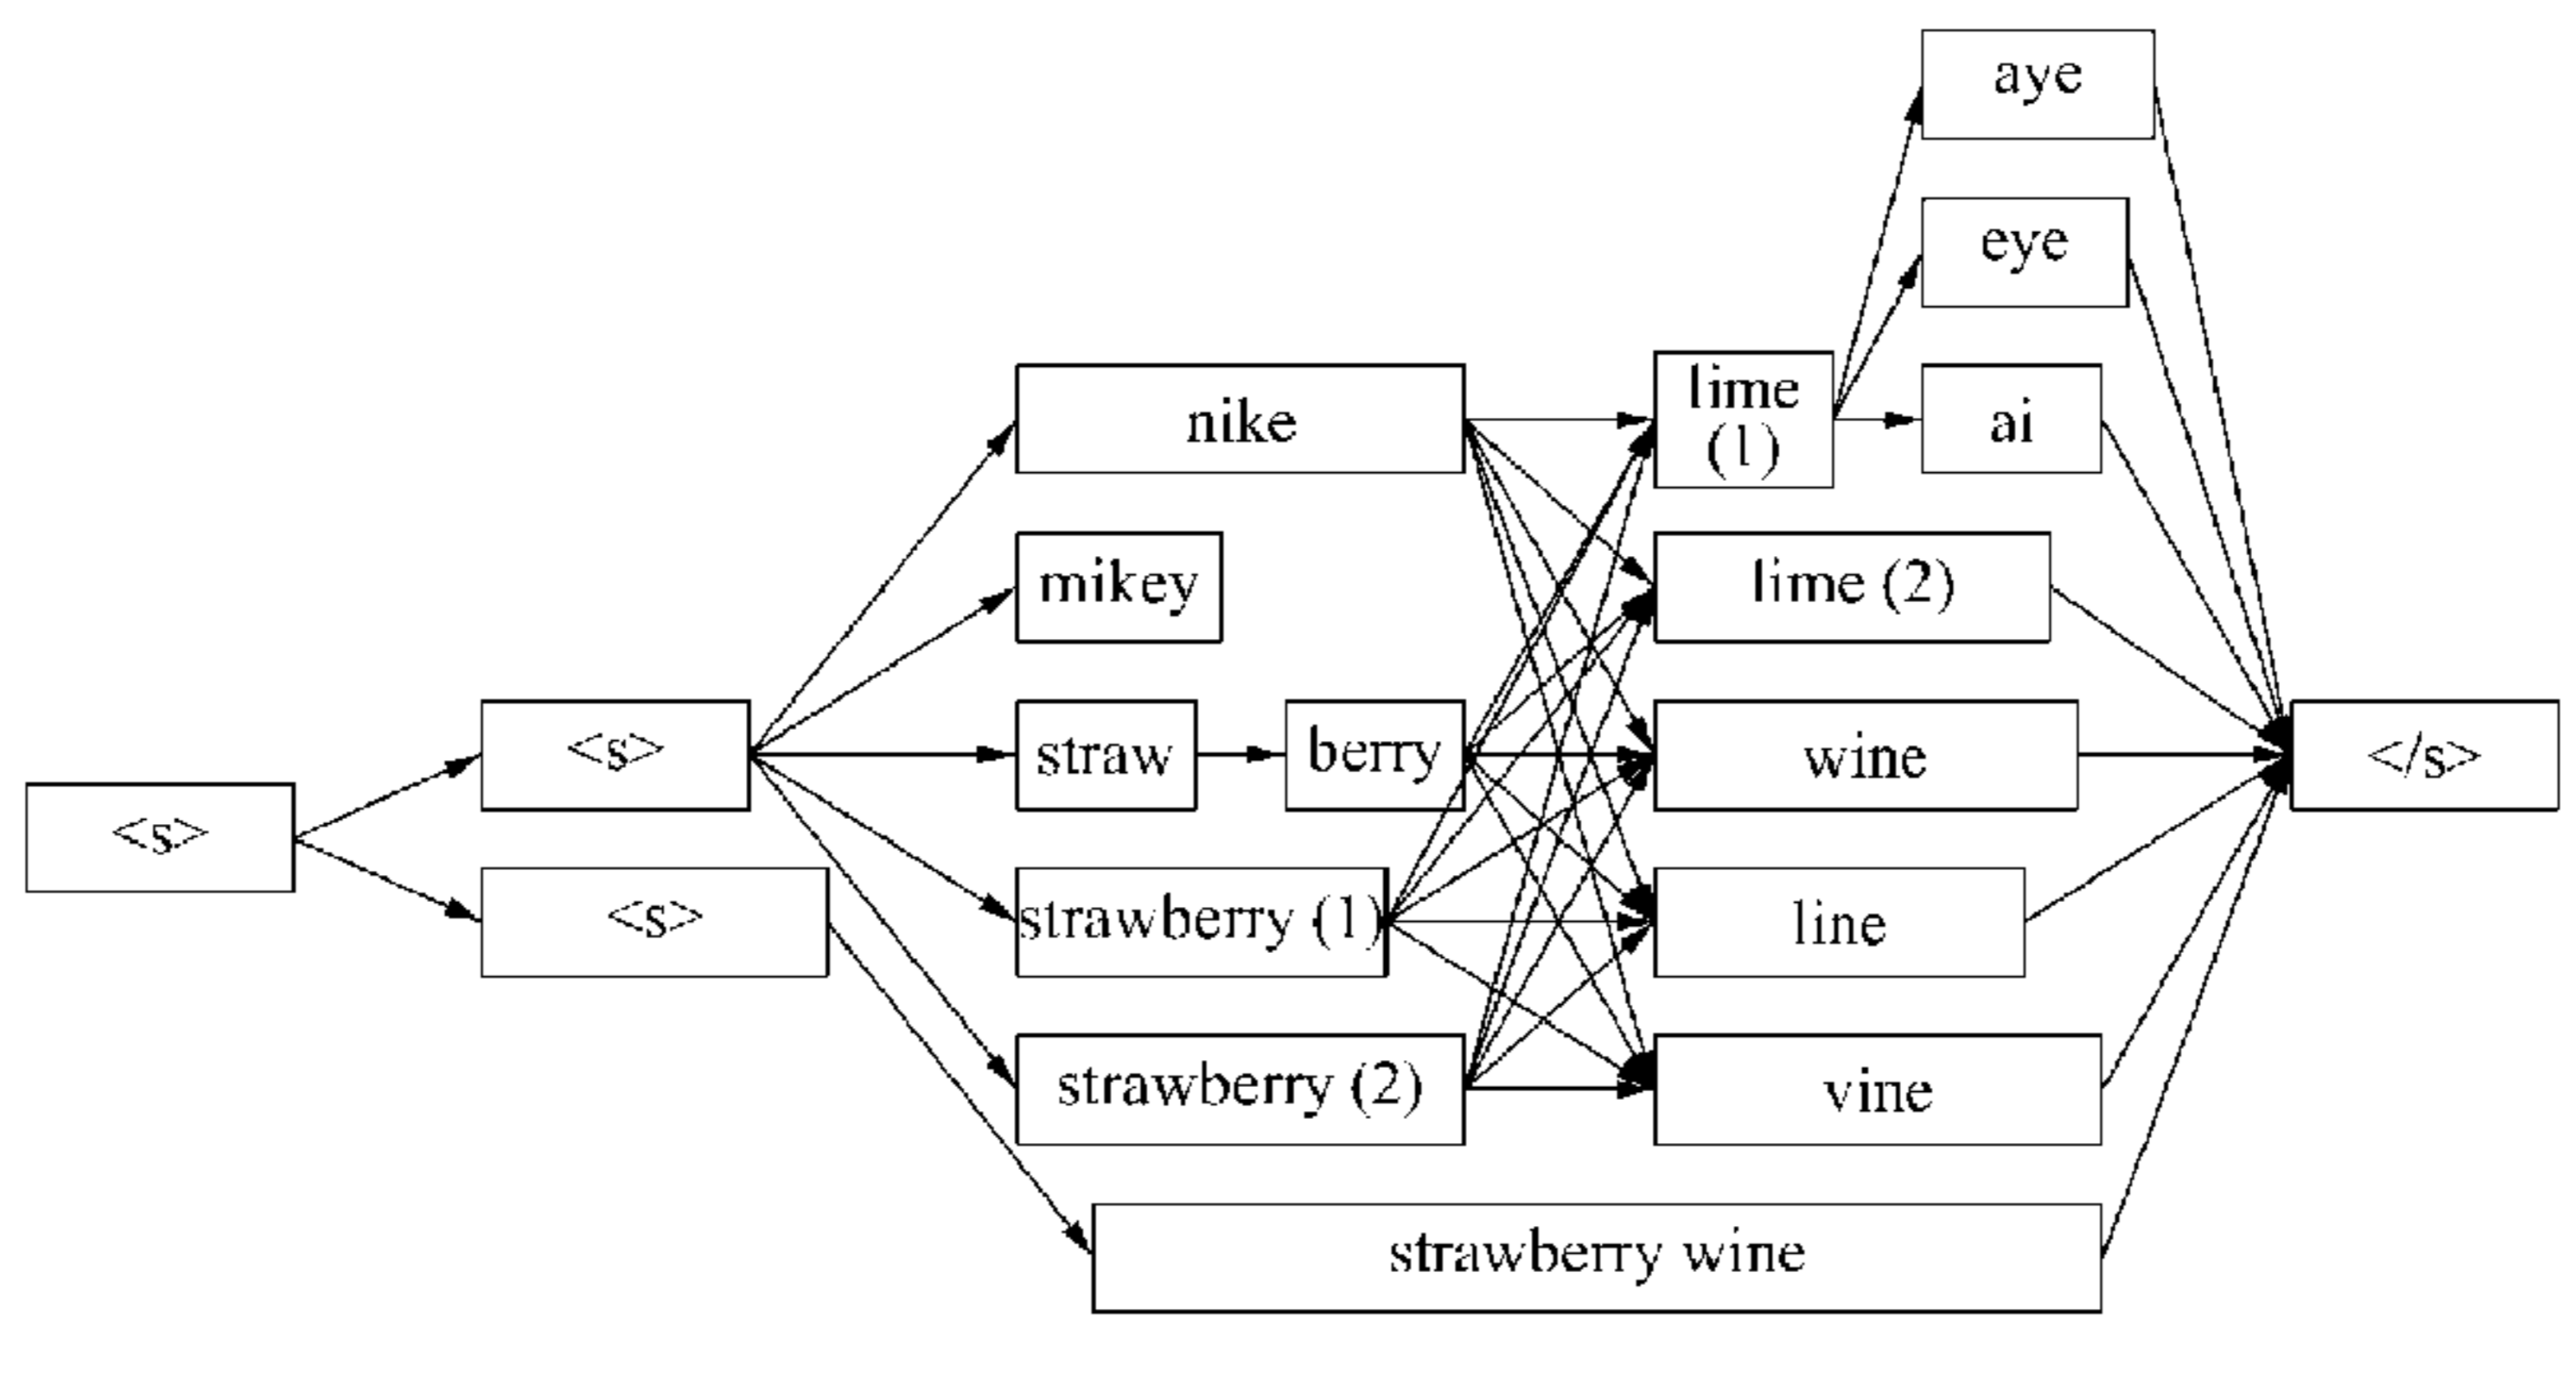 aye
eye
lime
(1)
nike
ai
mikey
lime (2)
<s>
straw
berry
wine
</s>
<s>
<s>
strawberry (1)
line
strawberry (2)
vine
strawberry wine